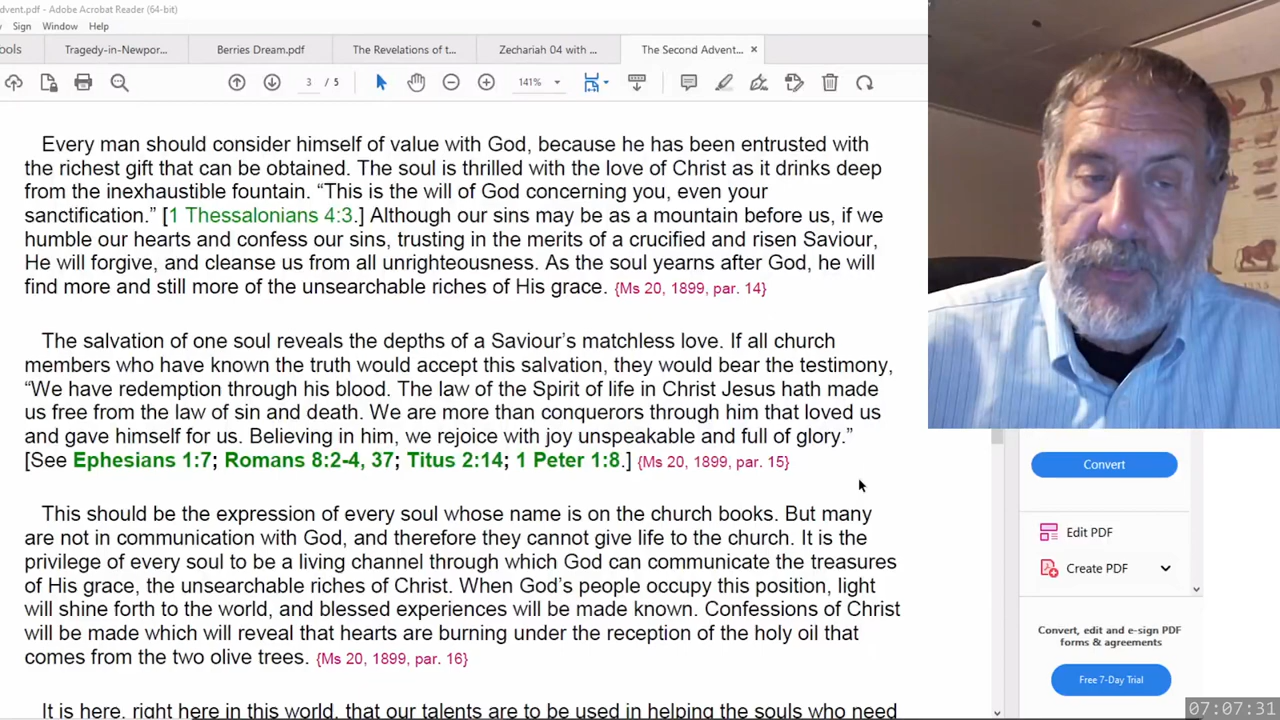 advent.pdf - Adobe Acrobat Reader (64-bit)
Sign Window Help
ools Tragedy-in-Newpor... Berries Dream.pdf The Revelations of t... Zechariah 04 with ... The Second Advent... ×
3 / 5 141%
Every man should consider himself of value with God, because he has been entrusted with
the richest gift that can be obtained. The soul is thrilled with the love of Christ as it drinks deep
from the inexhaustible fountain. “This is the will of God concerning you, even your
sanctification.” [1 Thessalonians 4:3.] Although our sins may be as a mountain before us, if we
humble our hearts and confess our sins, trusting in the merits of a crucified and risen Saviour,
He will forgive, and cleanse us from all unrighteousness. As the soul yearns after God, he will
find more and still more of the unsearchable riches of His grace. {Ms 20, 1899, par. 14}
The salvation of one soul reveals the depths of a Saviour’s matchless love. If all church
members who have known the truth would accept this salvation, they would bear the testimony,
“We have redemption through his blood. The law of the Spirit of life in Christ Jesus hath made
us free from the law of sin and death. We are more than conquerors through him that loved us
and gave himself for us. Believing in him, we rejoice with joy unspeakable and full of glory.”
[See Ephesians 1:7; Romans 8:2-4, 37; Titus 2:14; 1 Peter 1:8.] {Ms 20, 1899, par. 15}
This should be the expression of every soul whose name is on the church books. But many
are not in communication with God, and therefore they cannot give life to the church. It is the
privilege of every soul to be a living channel through which God can communicate the treasures
of His grace, the unsearchable riches of Christ. When God’s people occupy this position, light
will shine forth to the world, and blessed experiences will be made known. Confessions of Christ
will be made which will reveal that hearts are burning under the reception of the holy oil that
comes from the two olive trees. {Ms 20, 1899, par. 16}
It is here, right here in this world, that our talents are to be used in helping the souls who need
Convert
Edit PDF
Create PDF
Convert, edit and e-sign PDF
forms & agreements
Free 7-Day Trial
07:07:31